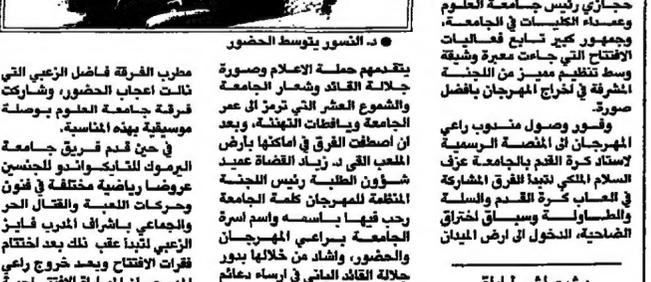 حجازي رئيس جامعة العلوم
وعمداء الكليات في الجامعة،
وجمهور كبير تابع فعاليات
الافتتاح التي جاءت معبرة وشيقة
وسط تنظيم مميز من اللجنة
المشرفة في اخراج المهرجان بافضل
صورة.
وفور وصول مندوب راعي
المهرجان الى المنصة الرسمية
لاستاد كرة القدم بالجامعة عزف
السلام الملكي لتبدأ الفرق المشاركة
في العاب كرة القدم والسلة
والطاولة وسباق اختراق
الضاحية، الدخول الى ارض الميدان
● د. النسور يتوسط الحضور
يتقدمهم حملة الاعلام وصورة
جلالة القائد وشعار الجامعة
والشموع العشر التي ترمز الى عمر
الجامعة ويافطات التهنئة، وبعد
ان اصطفت الفرق في اماكنها بأرض
الملعب القى د. زياد القضاة عميد
شؤون الطلبة رئيس اللجنة
المنظمة للمهرجان كلمة الجامعة
رحب فيها باسمه واسم اسرة
الجامعة براعي المهرجان
والحضور، واشاد من خلالها بدور
جلالة القائد الباني في ارساء دعائم
مطرب الفرقة فاضل الزعبي التي
نالت اعجاب الحضور، وشاركت
فرقة جامعة العلوم بوصلة
موسيقية بهذه المناسبة.
في حين قدم فريق جامعة
اليرموك للتايكواندو للجنسين
عروضا رياضية مختلفة في فنون
وحركات اللعبة والقتال الحر
والجماعي باشراف المدرب فايز
الزعبي لتبدأ عقب ذلك بعد اختتام
فقرات الافتتاح وبعد خروج راعي